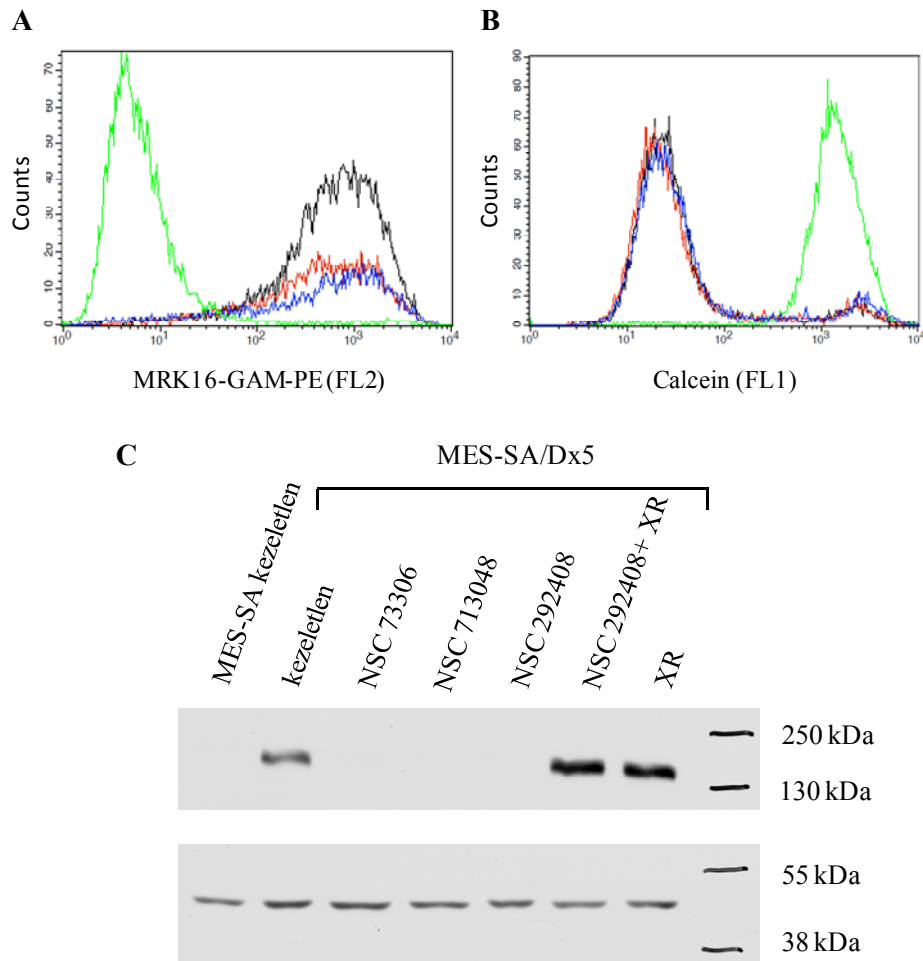 A
B
70
60
50
40
30
20
10
0
Counts
10⁰
10¹
10²
10³
10⁴
MRK16-GAM-PE (FL2)
90
80
70
60
50
40
30
20
10
0
Counts
10⁰
10¹
10²
10³
10⁴
Calcein (FL1)
C
MES-SA/Dx5
MES-SA kezeletlen
kezeletlen
NSC 73306
NSC 713048
NSC 292408
NSC 292408+ XR
XR
250 kDa
130 kDa
55 kDa
38 kDa